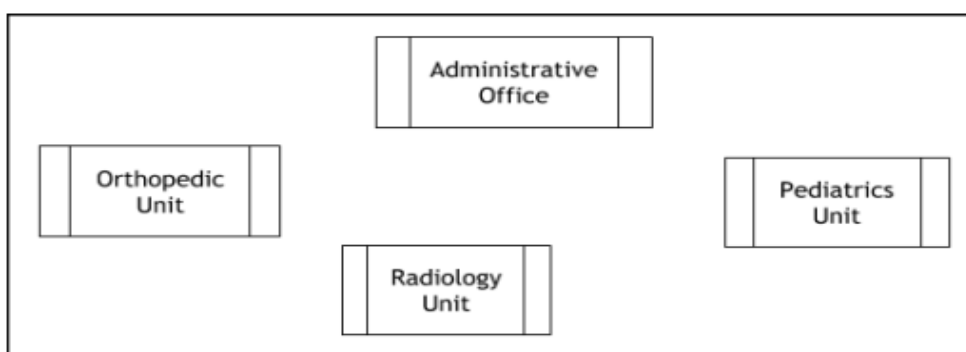 Administrative
Office
Orthopedic
Unit
Pediatrics
Unit
Radiology
Unit